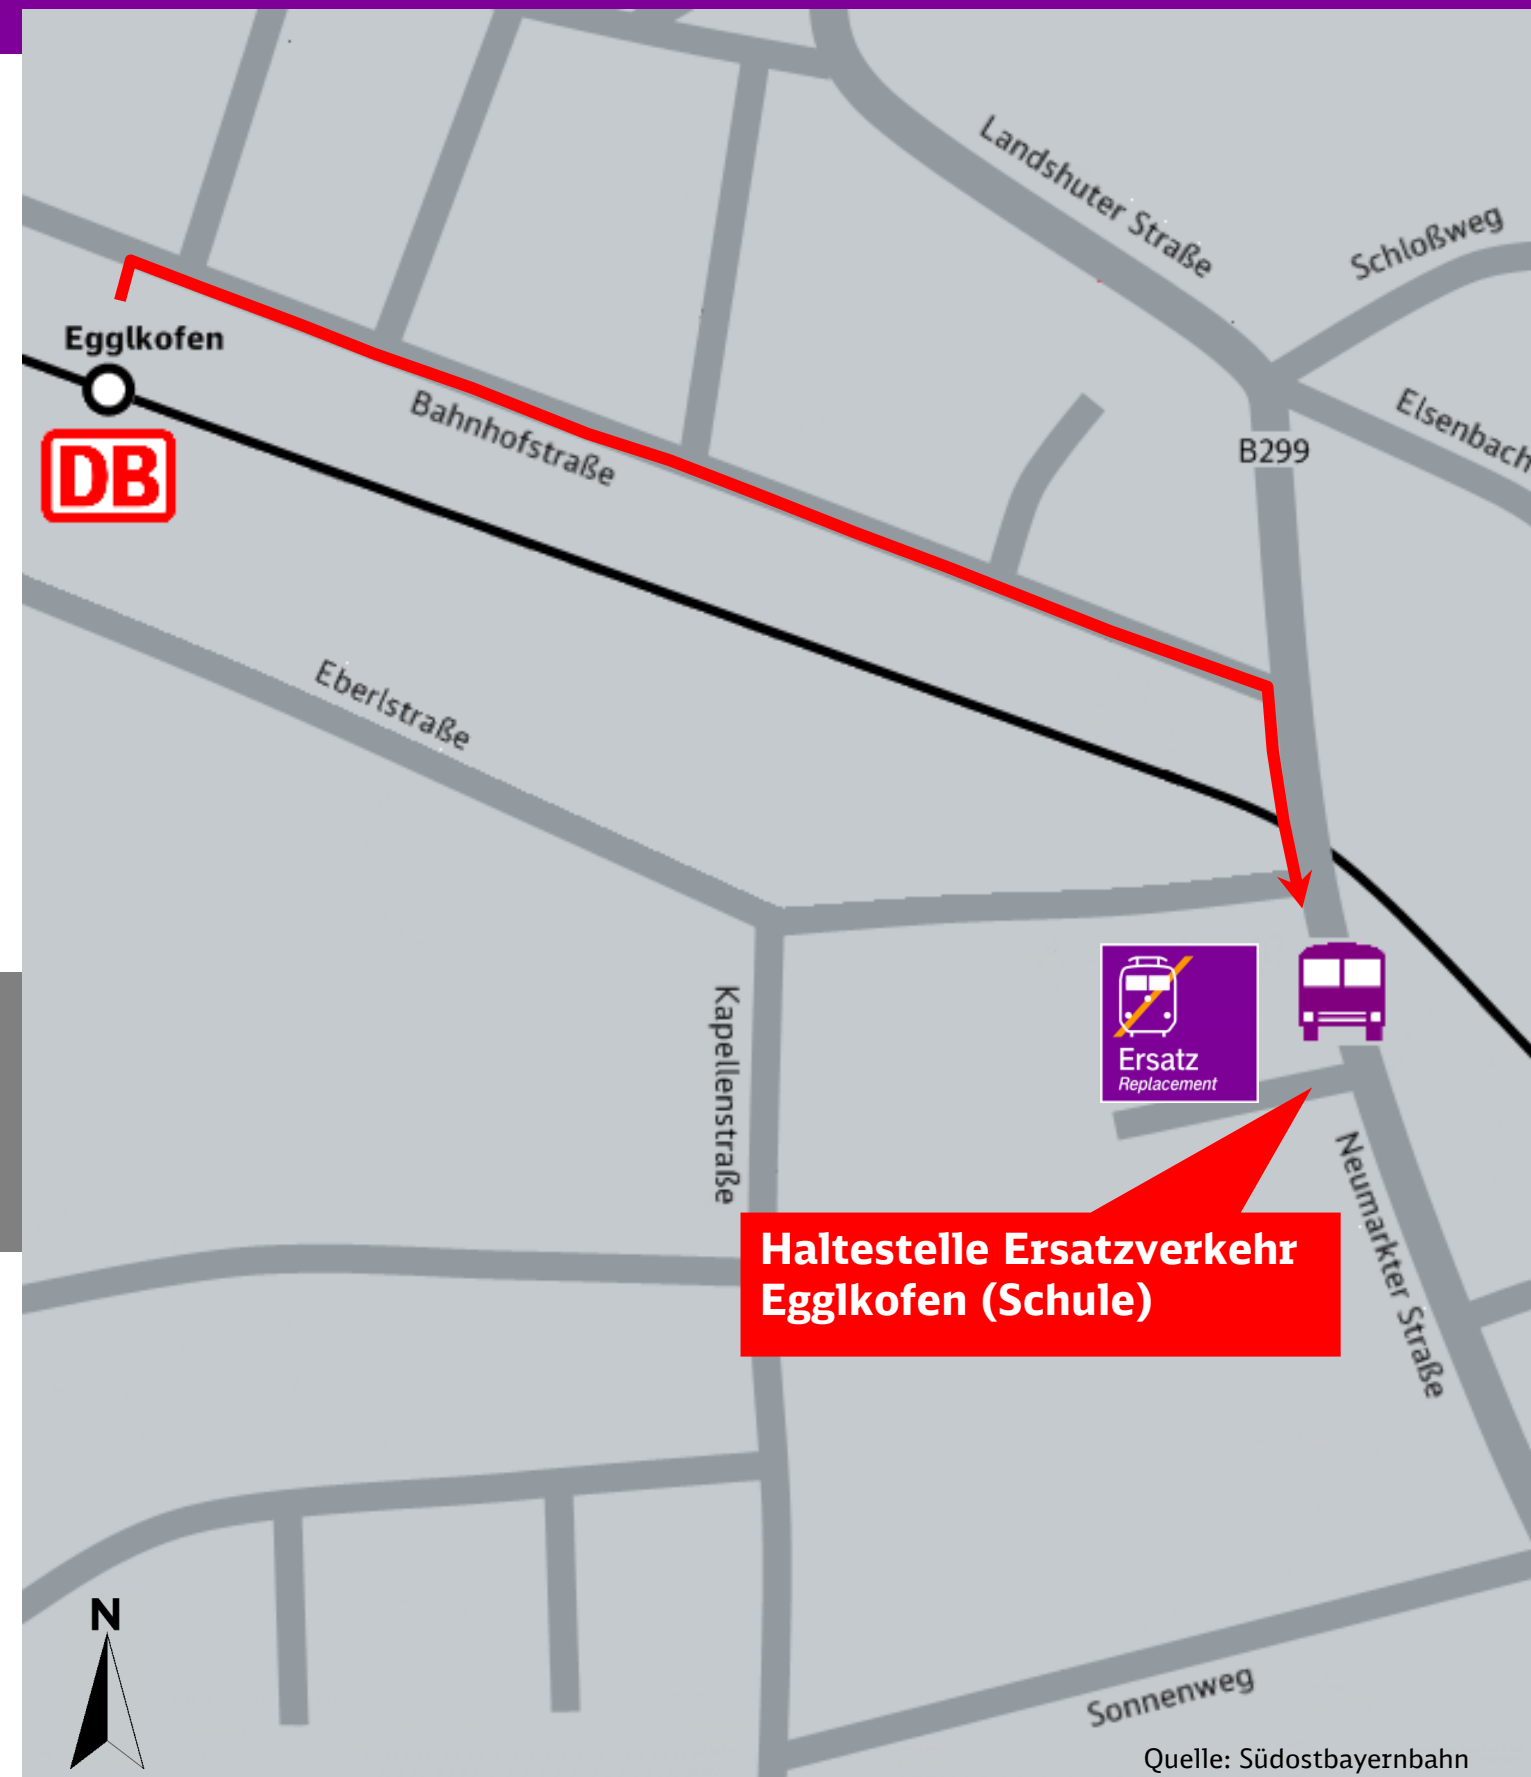 Landshuter Straße
Schloßweg
Egglkofen
DB
Bahnhofstraße
Elsenbach
B299
Eberlstraße
Kapellenstraße
Ersatz
Replacement
Neumarkter Straße
Haltestelle Ersatzverkehr
Egglkofen (Schule)
N
Sonnenweg
Quelle: Südostbayernbahn